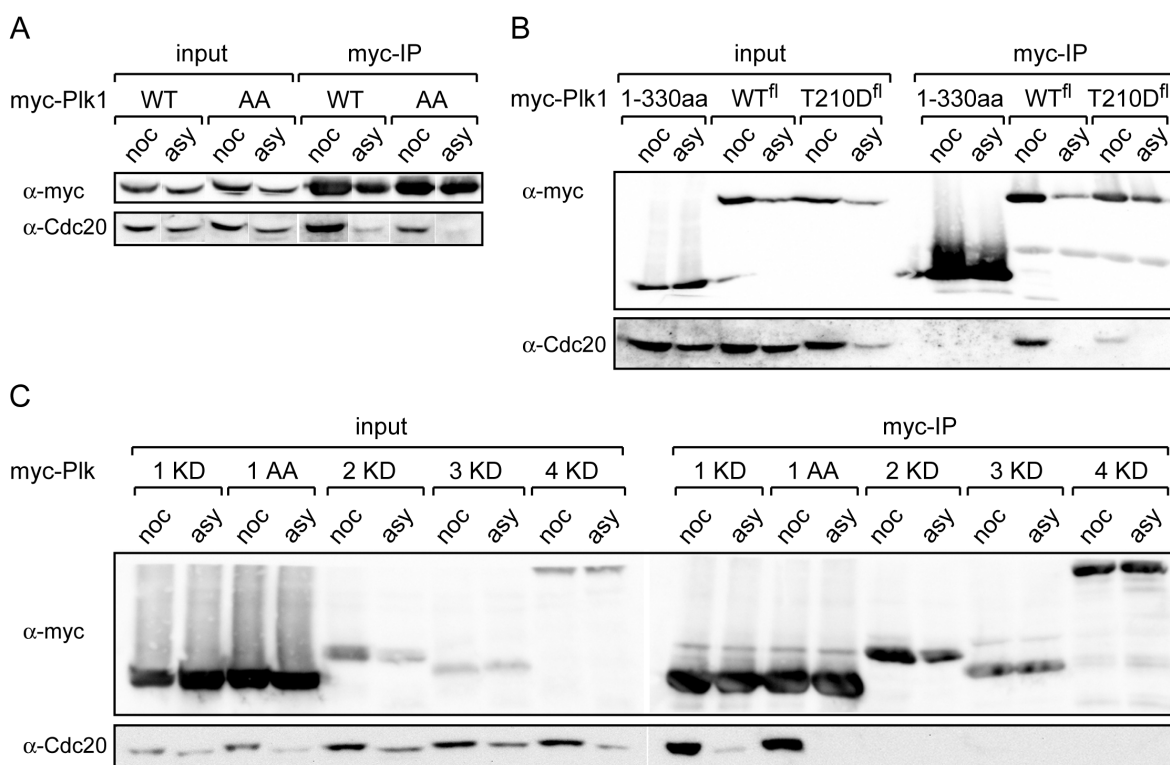 A
input myc-IP
myc-Plk1 WT AA WT AA
noc asy noc asy noc asy noc asy
α-myc
α-Cdc20
B
input myc-IP
myc-Plk1 1-330aa WTfl T210Dfl 1-330aa WTfl T210Dfl
noc asy noc asy noc asy noc asy noc asy noc asy
α-myc
α-Cdc20
C
input myc-IP
myc-Plk 1 KD 1 AA 2 KD 3 KD 4 KD 1 KD 1 AA 2 KD 3 KD 4 KD
noc asy noc asy noc asy noc asy noc asy noc asy noc asy noc asy noc asy noc asy
α-myc
α-Cdc20